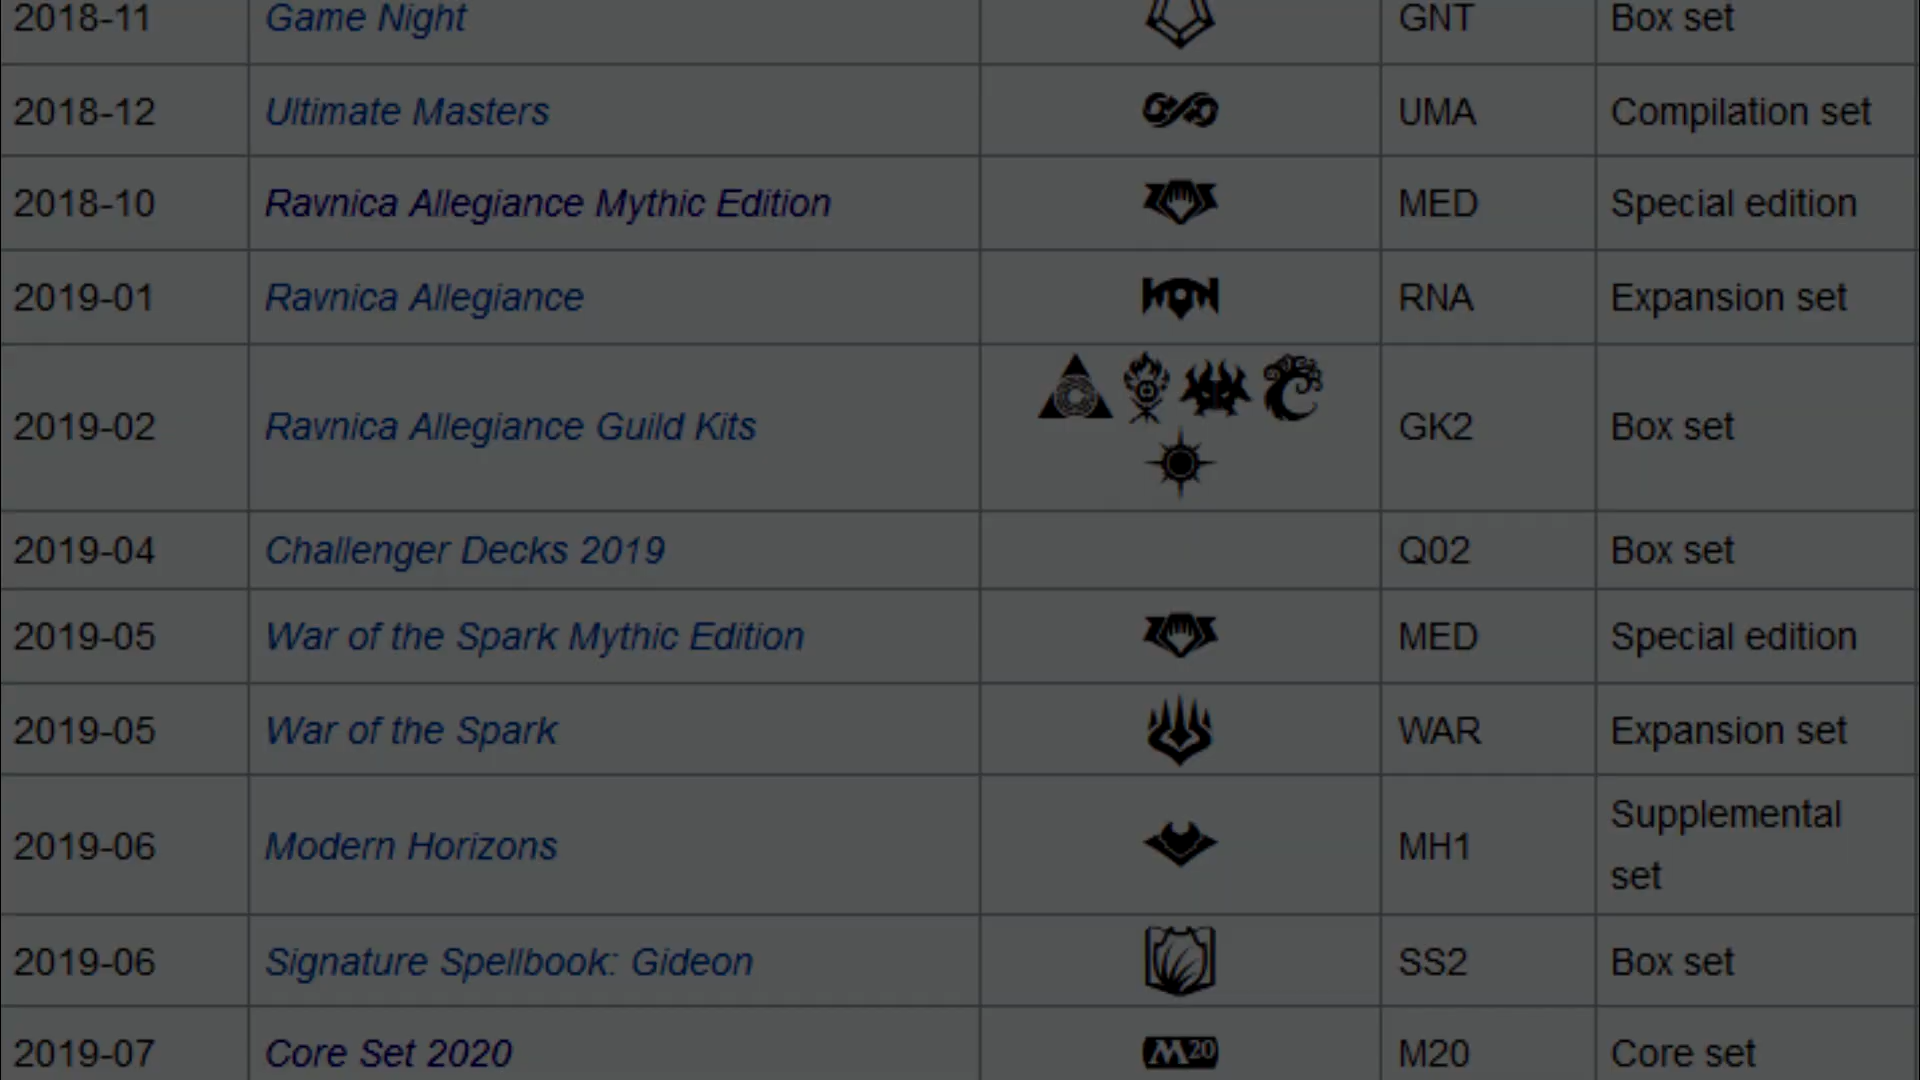 2018-11 Game Night GNT Box set
2018-12 Ultimate Masters UMA Compilation set
2018-10 Ravnica Allegiance Mythic Edition MED Special edition
2019-01 Ravnica Allegiance RNA Expansion set
2019-02 Ravnica Allegiance Guild Kits GK2 Box set
2019-04 Challenger Decks 2019 Q02 Box set
2019-05 War of the Spark Mythic Edition MED Special edition
2019-05 War of the Spark WAR Expansion set
2019-06 Modern Horizons MH1 Supplemental
set
2019-06 Signature Spellbook: Gideon SS2 Box set
2019-07 Core Set 2020 M20 M20 Core set